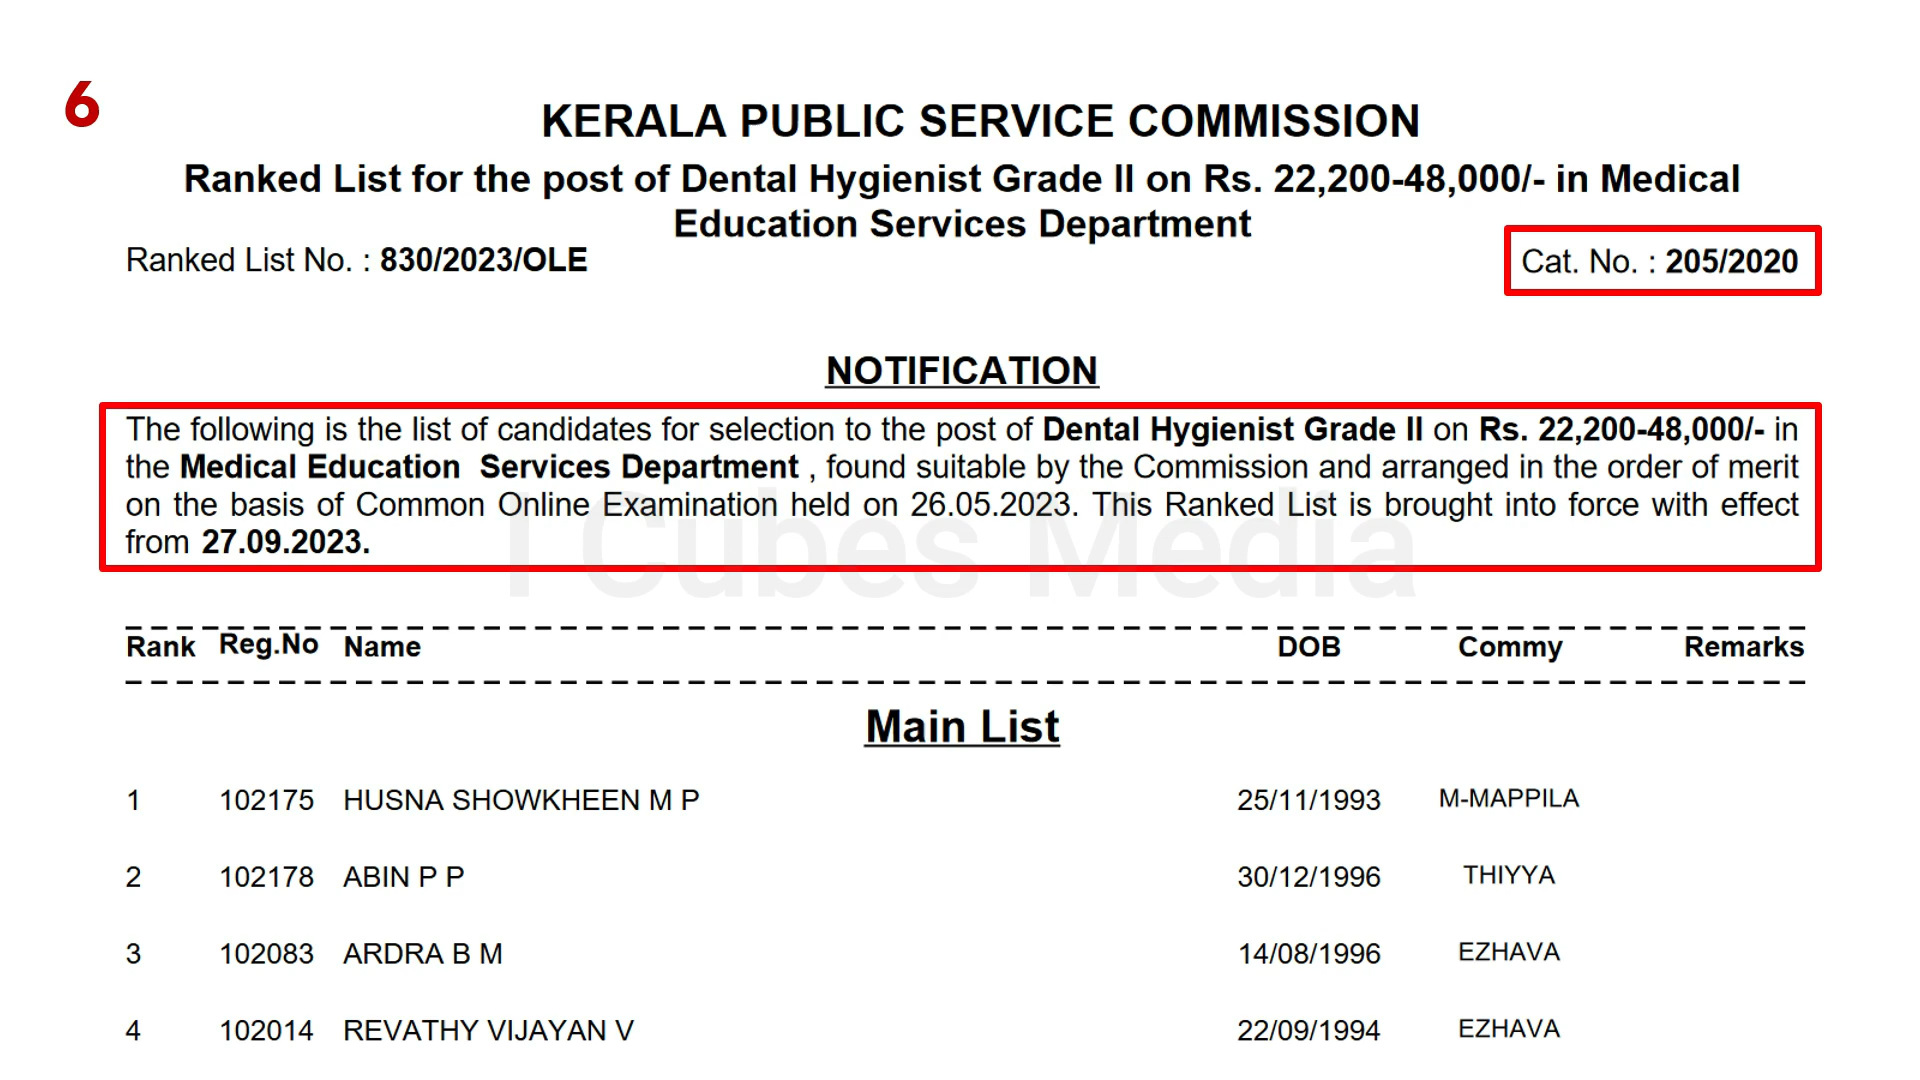 6
KERALA PUBLIC SERVICE COMMISSION
Ranked List for the post of Dental Hygienist Grade II on Rs. 22,200-48,000/- in Medical
Education Services Department
Ranked List No. : 830/2023/OLE
Cat. No. : 205/2020
NOTIFICATION
The following is the list of candidates for selection to the post of Dental Hygienist Grade II on Rs. 22,200-48,000/- in
the Medical Education Services Department , found suitable by the Commission and arranged in the order of merit
on the basis of Common Online Examination held on 26.05.2023. This Ranked List is brought into force with effect
from 27.09.2023.
I Cubes Media
Rank Reg.No Name DOB Commy Remarks
Main List
1 102175 HUSNA SHOWKHEEN M P 25/11/1993 M-MAPPILA
2 102178 ABIN P P 30/12/1996 THIYYA
3 102083 ARDRA B M 14/08/1996 EZHAVA
4 102014 REVATHY VIJAYAN V 22/09/1994 EZHAVA